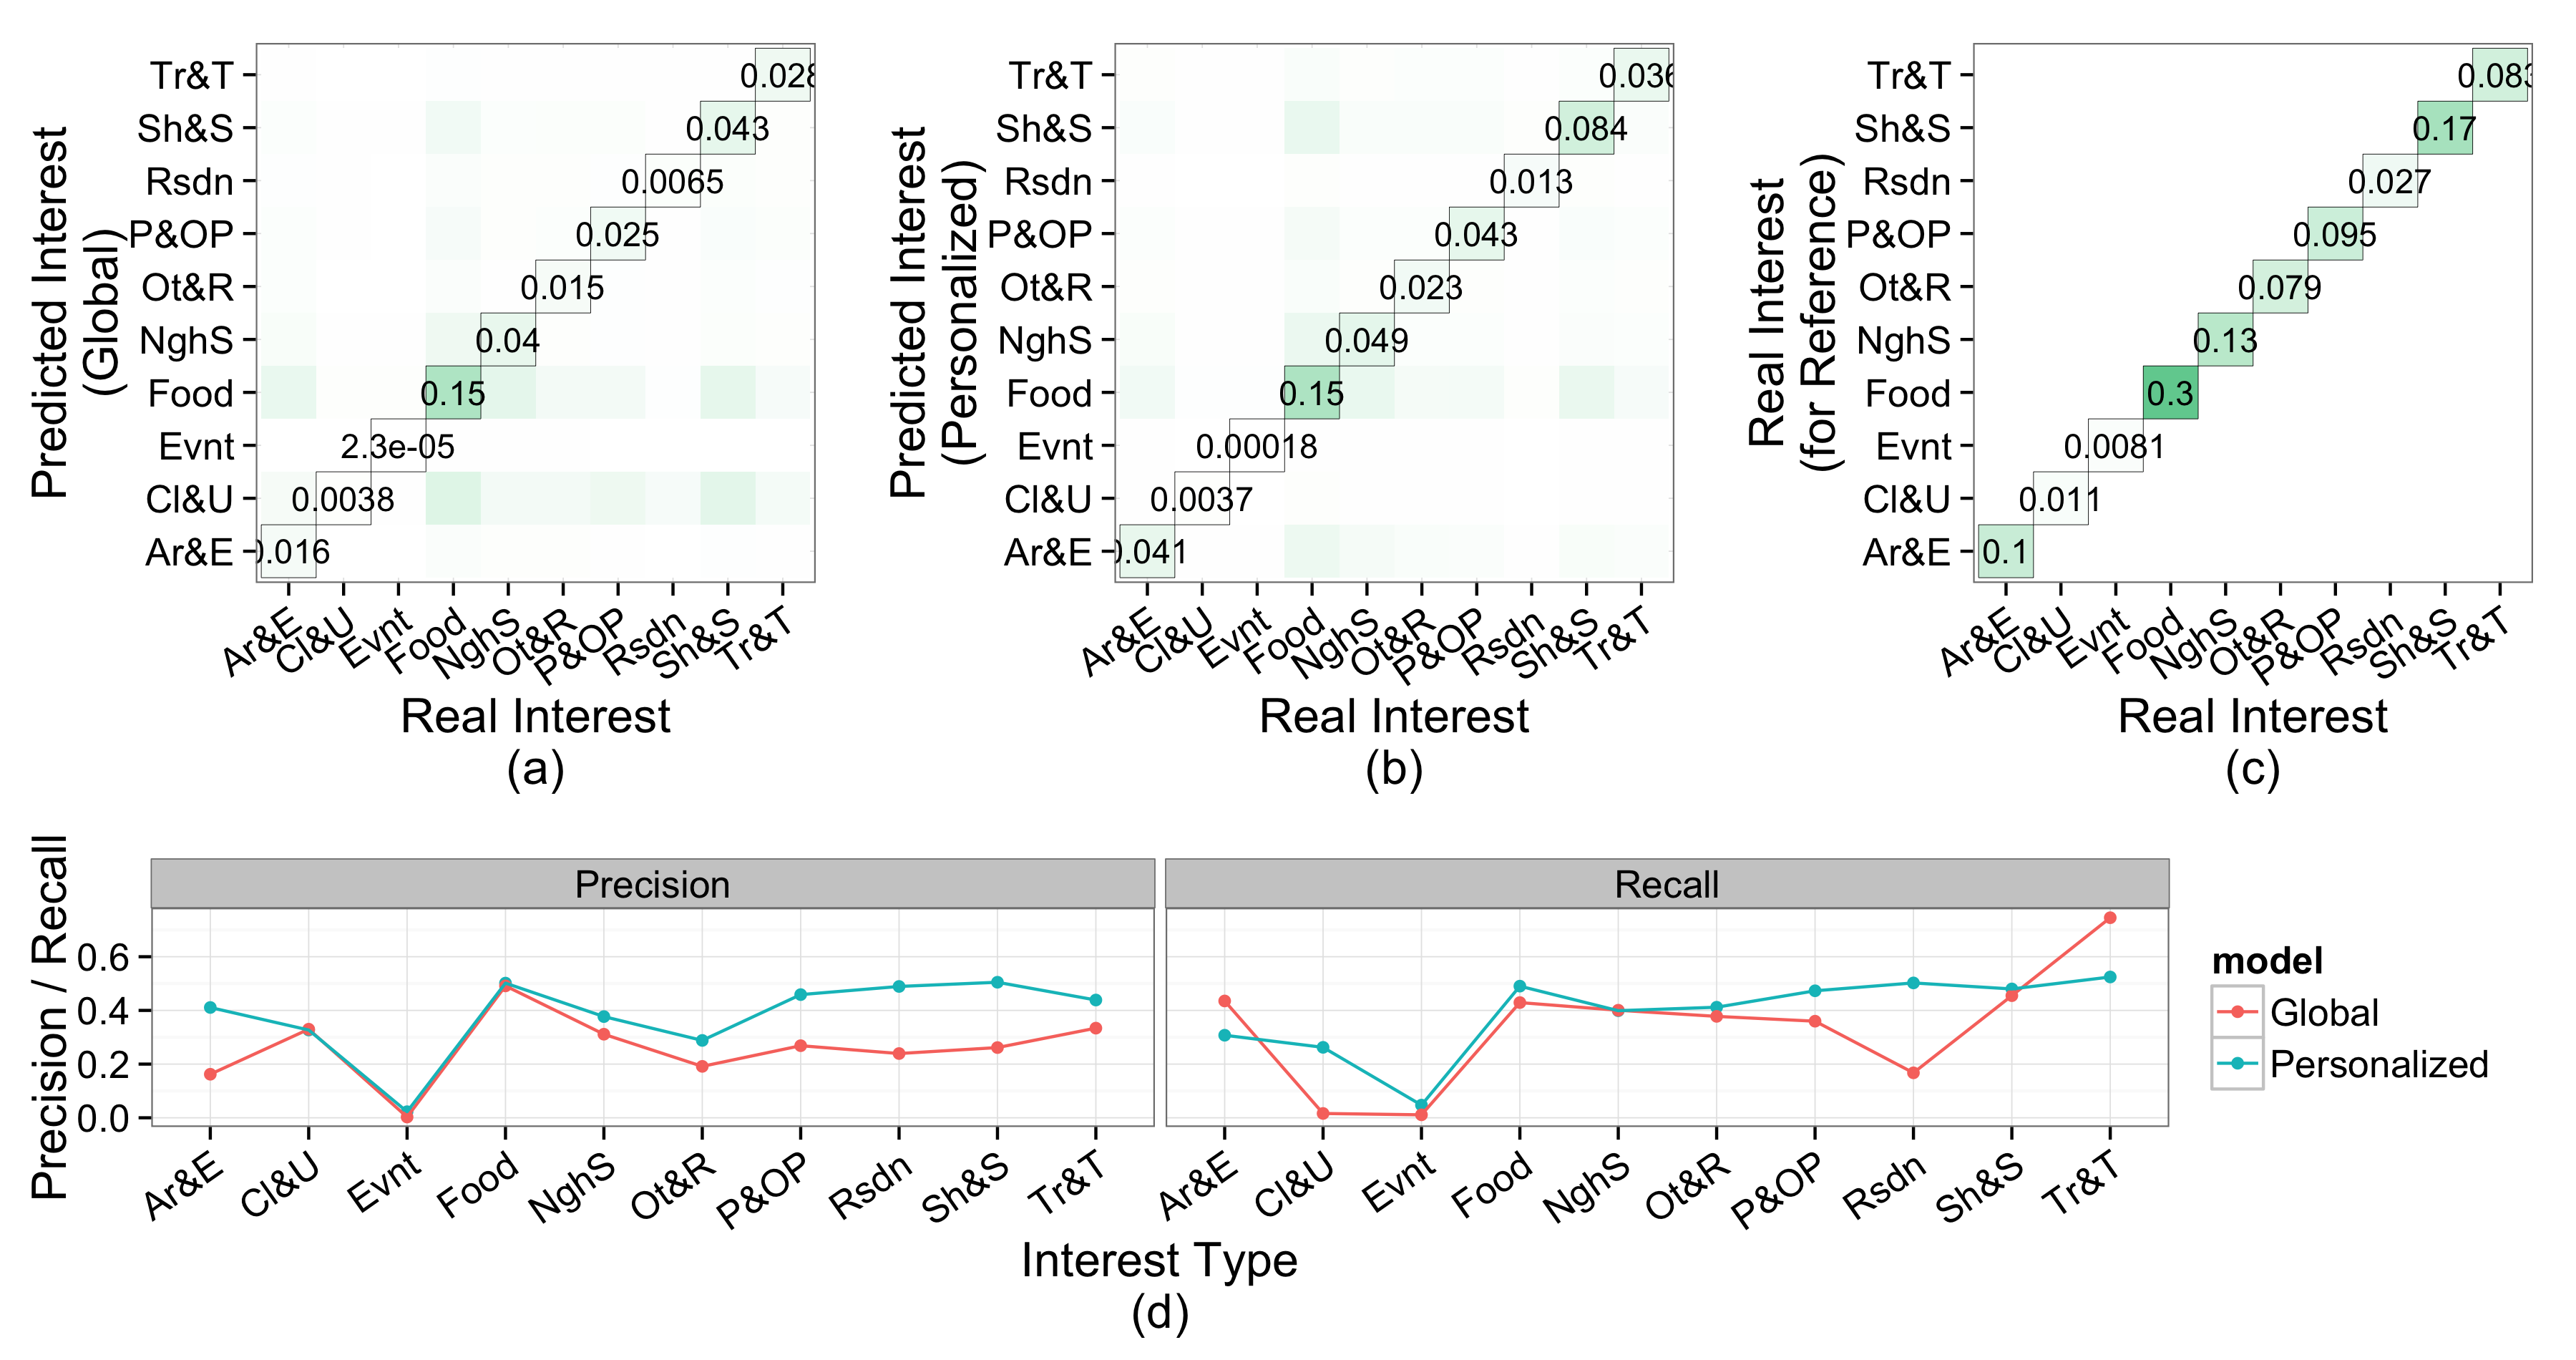 Predicted Interest
(Global)
Tr&T
Sh&S
Rsdn
P&OP
Ot&R
NghS
Food
Evnt
Cl&U
Ar&E
0.028
0.043
0.0065
0.025
0.015
0.04
0.15
2.3e-05
0.0038
0.016
Ar&E
Cl&U
Evnt
Food
NghS
Ot&R
P&OP
Rsdn
Sh&S
Tr&T
Real Interest
(a)
Predicted Interest
(Personalized)
Tr&T
Sh&S
Rsdn
P&OP
Ot&R
NghS
Food
Evnt
Cl&U
Ar&E
0.036
0.084
0.013
0.043
0.023
0.049
0.15
0.00018
0.0037
0.041
Ar&E
Cl&U
Evnt
Food
NghS
Ot&R
P&OP
Rsdn
Sh&S
Tr&T
Real Interest
(b)
Real Interest
(for Reference)
Tr&T
Sh&S
Rsdn
P&OP
Ot&R
NghS
Food
Evnt
Cl&U
Ar&E
0.083
0.17
0.027
0.095
0.079
0.13
0.3
0.0081
0.011
0.1
Ar&E
Cl&U
Evnt
Food
NghS
Ot&R
P&OP
Rsdn
Sh&S
Tr&T
Real Interest
(c)
Precision / Recall
Precision
Recall
0.6
0.4
0.2
0.0
Ar&E
Cl&U
Evnt
Food
NghS
Ot&R
P&OP
Rsdn
Sh&S
Tr&T
Ar&E
Cl&U
Evnt
Food
NghS
Ot&R
P&OP
Rsdn
Sh&S
Tr&T
Interest Type
(d)
model
Global
Personalized